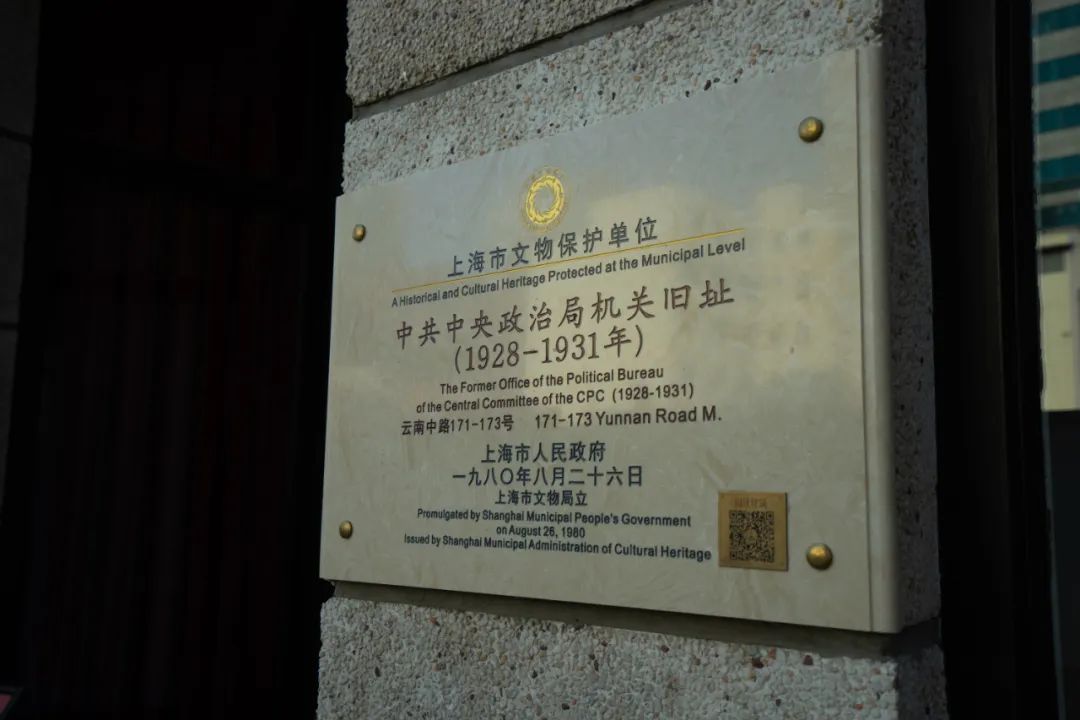 上海市文物保护单位
A Historical and Cultural Heritage Protected at the Municipal Level
中共中央政治局机关旧址
(1928-1931年)
The Former Office of the Political Bureau
of the Central Committee of the CPC (1928-1931)
云南中路171-173号 171-173 Yunnan Road M.
上海市人民政府
一九八〇年八月二十六日
上海市文物局立
Promulgated by Shanghai Municipal People's Government
on August 26, 1980
Issued by Shanghai Municipal Administration of Cultural Heritage